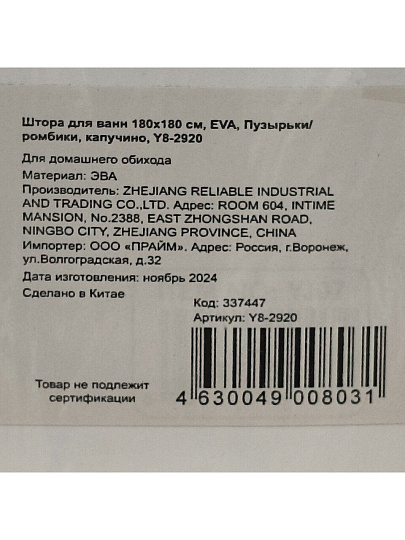 Штора для ванн 180х180 см, EVA, Пузырьки/
ромбики, капучино, Y8-2920
Для домашнего обихода
Материал: ЭВА
Производитель: ZHEJIANG RELIABLE INDUSTRIAL
AND TRADING CO.,LTD. Адрес: ROOM 604, INTIME
MANSION, No.2388, EAST ZHONGSHAN ROAD,
NINGBO CITY, ZHEJIANG PROVINCE, CHINA
Импортер: ООО «ПРАЙМ». Адрес: Россия, г.Воронеж,
ул.Волгоградская, д.32
Дата изготовления: ноябрь 2024
Сделано в Китае
Код: 337447
Артикул: Y8-2920
Товар не подлежит
сертификации
4 630049 008031